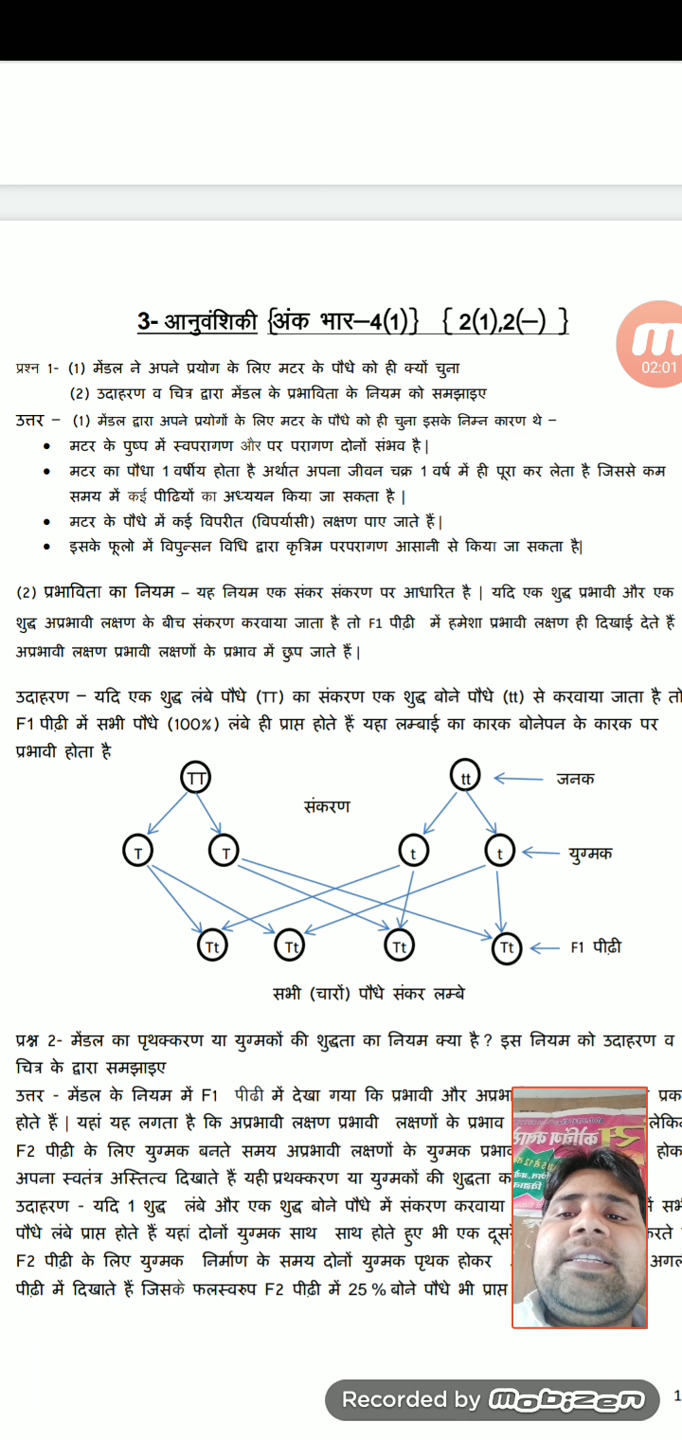 3- आनुवंशिकी {अंक भार–4(1)} { 2(1),2(–) }
02:01
प्रश्न 1- (1) मेंडल ने अपने प्रयोग के लिए मटर के पौधे को ही क्यों चुना
(2) उदाहरण व चित्र द्वारा मेंडल के प्रभाविता के नियम को समझाइए
उत्तर – (1) मेंडल द्वारा अपने प्रयोगों के लिए मटर के पौधे को ही चुना इसके निम्न कारण थे –
• मटर के पुष्प में स्वपरागण और पर परागण दोनों संभव है|
• मटर का पौधा 1 वर्षीय होता है अर्थात अपना जीवन चक्र 1 वर्ष में ही पूरा कर लेता है जिससे कम
समय में कई पीढियों का अध्ययन किया जा सकता है |
• मटर के पौधे में कई विपरीत (विपर्यासी) लक्षण पाए जाते हैं|
• इसके फूलो में विपुन्सन विधि द्वारा कृत्रिम परपरागण आसानी से किया जा सकता है|
(2) प्रभाविता का नियम – यह नियम एक संकर संकरण पर आधारित है | यदि एक शुद्ध प्रभावी और एक
शुद्ध अप्रभावी लक्षण के बीच संकरण करवाया जाता है तो F1 पीढ़ी में हमेशा प्रभावी लक्षण ही दिखाई देते हैं
अप्रभावी लक्षण प्रभावी लक्षणों के प्रभाव में छुप जाते हैं |
उदाहरण – यदि एक शुद्ध लंबे पौधे (TT) का संकरण एक शुद्ध बोने पौधे (tt) से करवाया जाता है तो
F1 पीढ़ी में सभी पौधे (100%) लंबे ही प्राप्त होते हैं यहा लम्बाई का कारक बोनेपन के कारक पर
प्रभावी होता है
TT tt जनक
संकरण
T T t t युग्मक
Tt Tt Tt Tt F1 पीढ़ी
सभी (चारों) पौधे संकर लम्बे
प्रश्न 2- मेंडल का पृथक्करण या युग्मकों की शुद्धता का नियम क्या है ? इस नियम को उदाहरण व
चित्र के द्वारा समझाइए
उत्तर - मेंडल के नियम में F1 पीढी में देखा गया कि प्रभावी और अप्रभा प्रक
होते हैं | यहां यह लगता है कि अप्रभावी लक्षण प्रभावी लक्षणों के प्रभाव लेकिन
F2 पीढ़ी के लिए युग्मक बनते समय अप्रभावी लक्षणों के युग्मक प्रभाव होक
अपना स्वतंत्र अस्तित्व दिखाते हैं यही प्रथक्करण या युग्मकों की शुद्धता क
उदाहरण - यदि 1 शुद्ध लंबे और एक शुद्ध बोने पौधे में संकरण करवाया में सभ
पौधे लंबे प्राप्त होते हैं यहां दोनों युग्मक साथ साथ होते हुए भी एक दूस करते
F2 पीढ़ी के लिए युग्मक निर्माण के समय दोनों युग्मक पृथक होकर अगल
पीढ़ी में दिखाते हैं जिसके फलस्वरुप F2 पीढ़ी में 25 % बोने पौधे भी प्राप्त
Recorded by mobizen
1